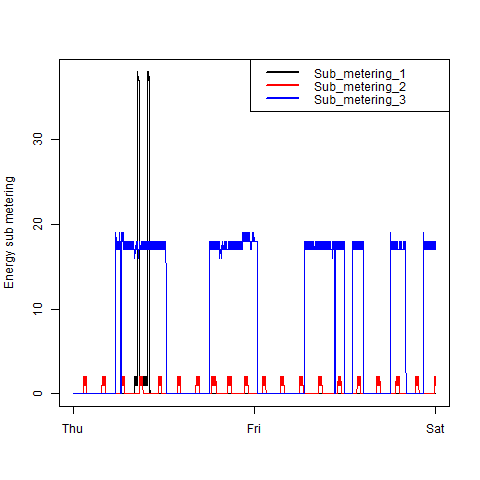 Sub_metering_1
Sub_metering_2
Sub_metering_3
Energy sub metering
30
20
10
0
Thu Fri Sat